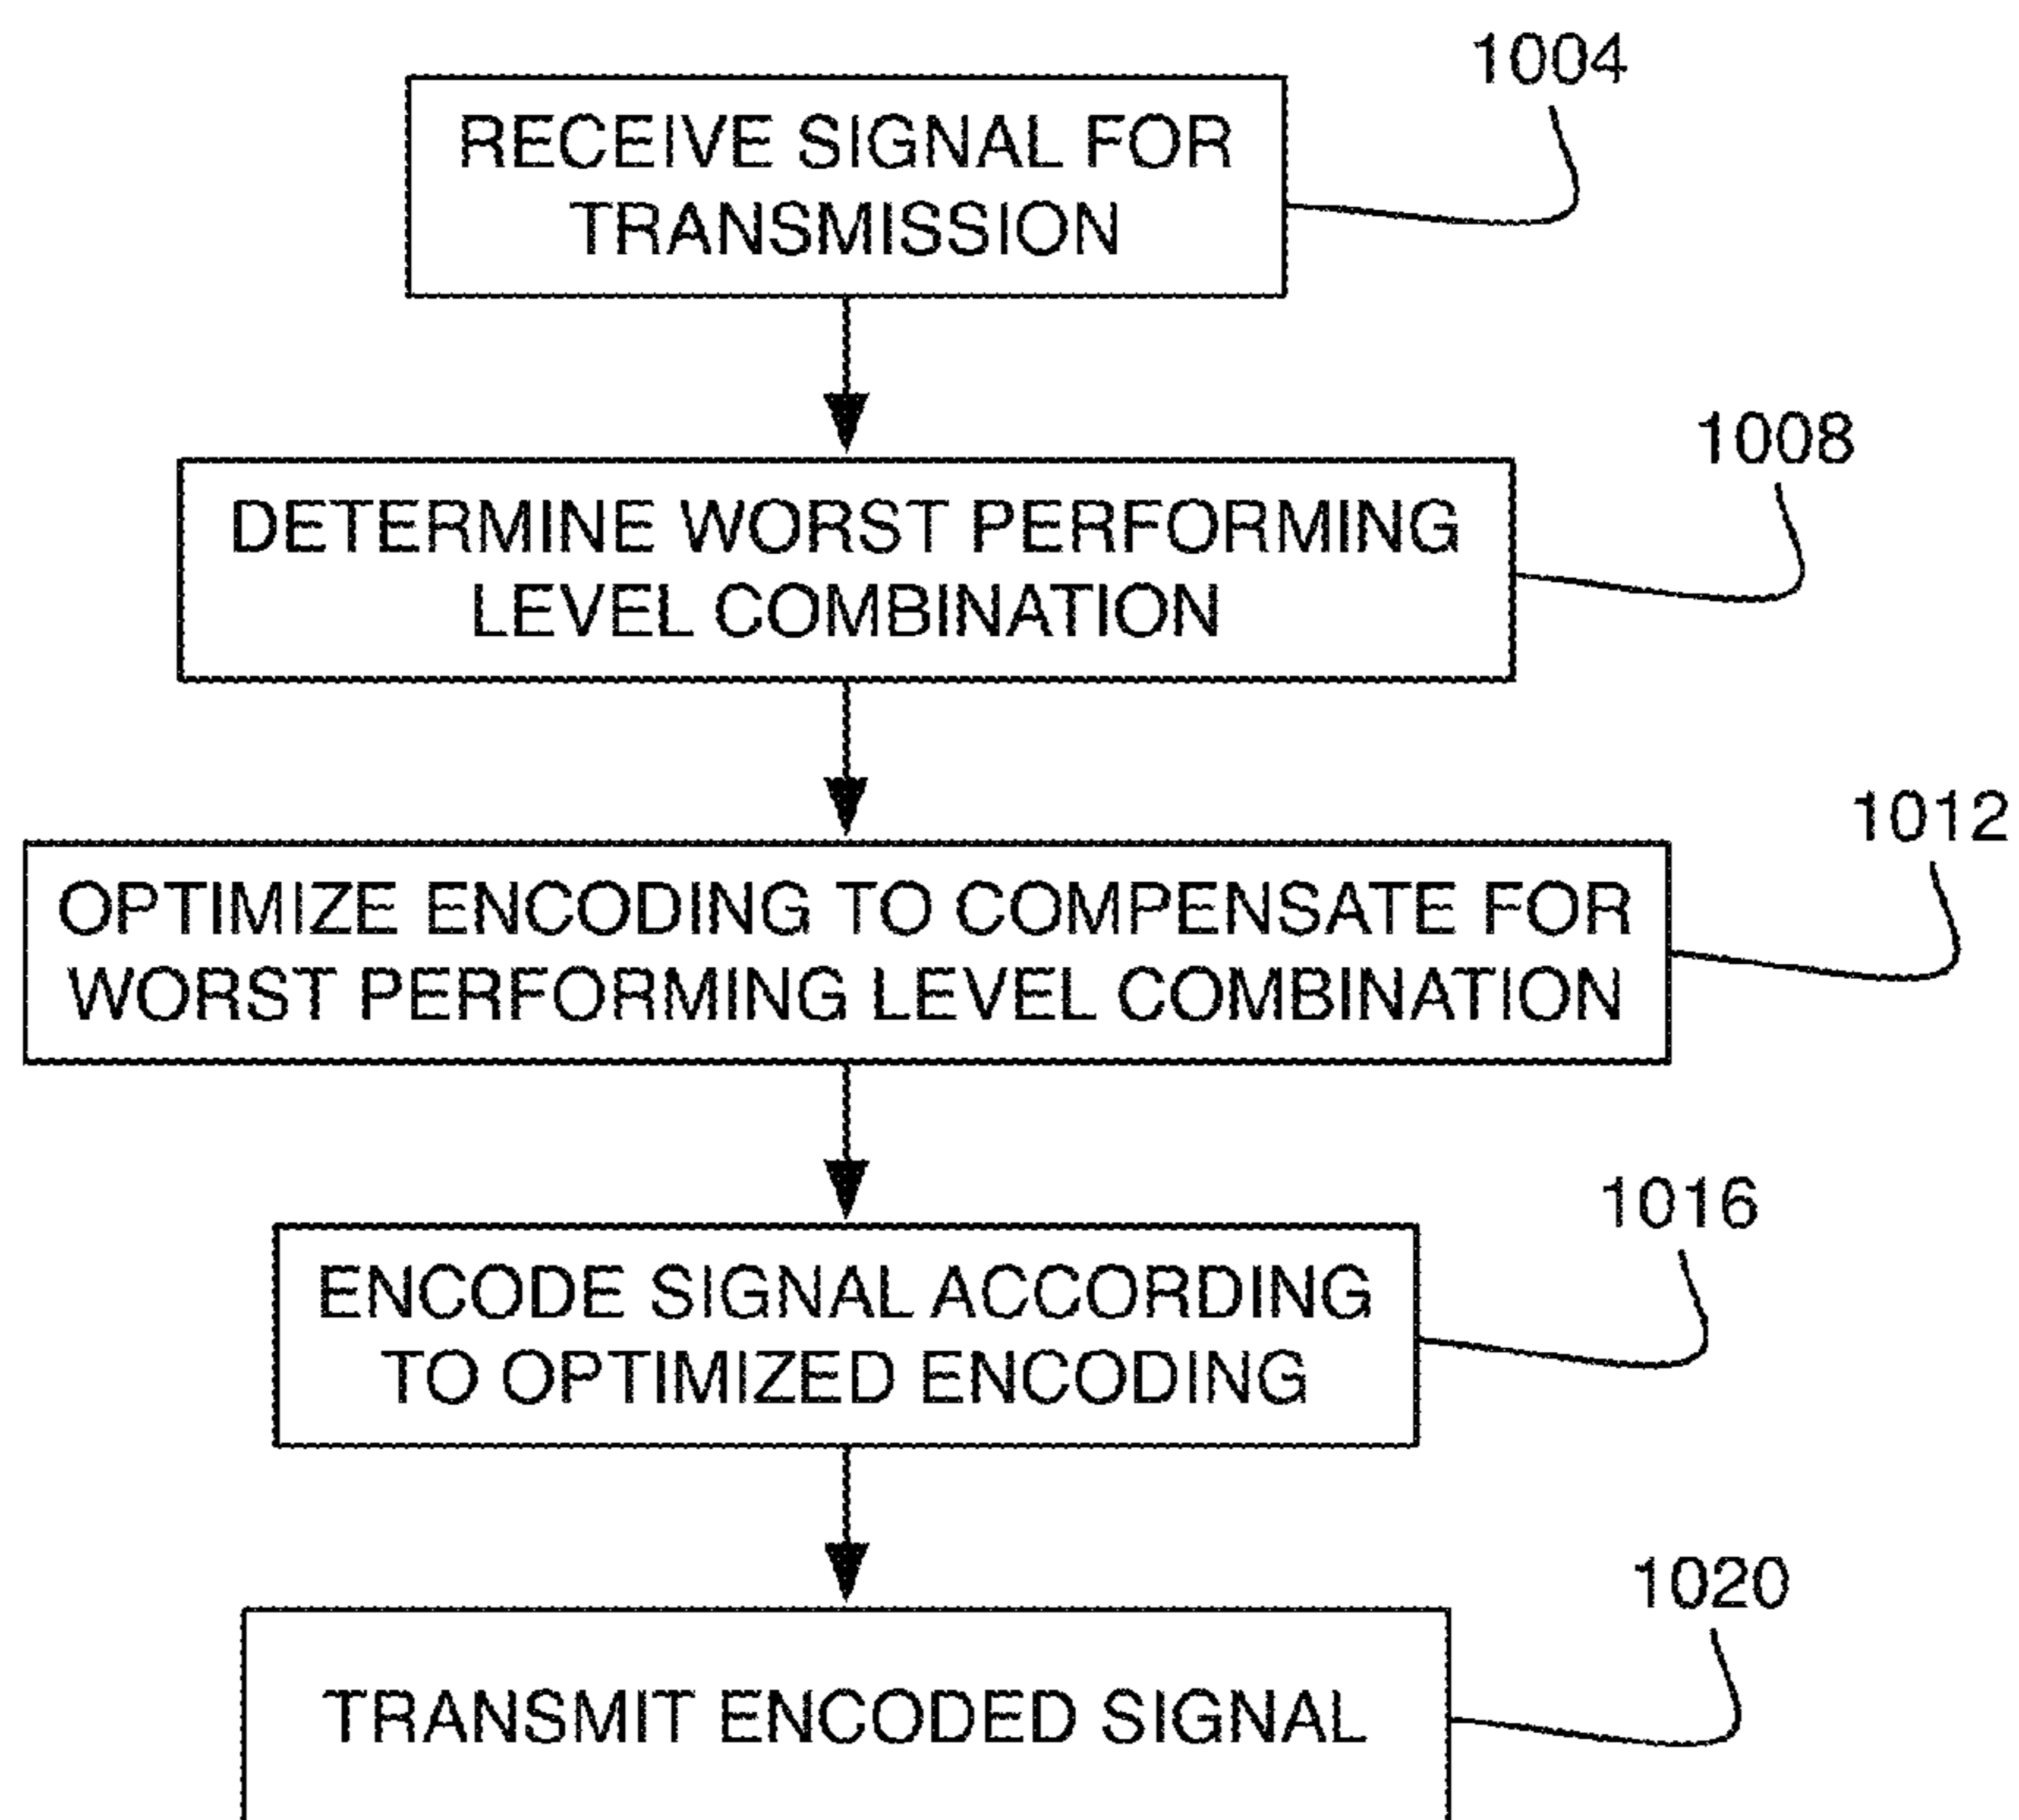 1004
RECEIVE SIGNAL FOR
TRANSMISSION
1008
DETERMINE WORST PERFORMING
LEVEL COMBINATION
1012
OPTIMIZE ENCODING TO COMPENSATE FOR
WORST PERFORMING LEVEL COMBINATION
1016
ENCODE SIGNAL ACCORDING
TO OPTIMIZED ENCODING
1020
TRANSMIT ENCODED SIGNAL